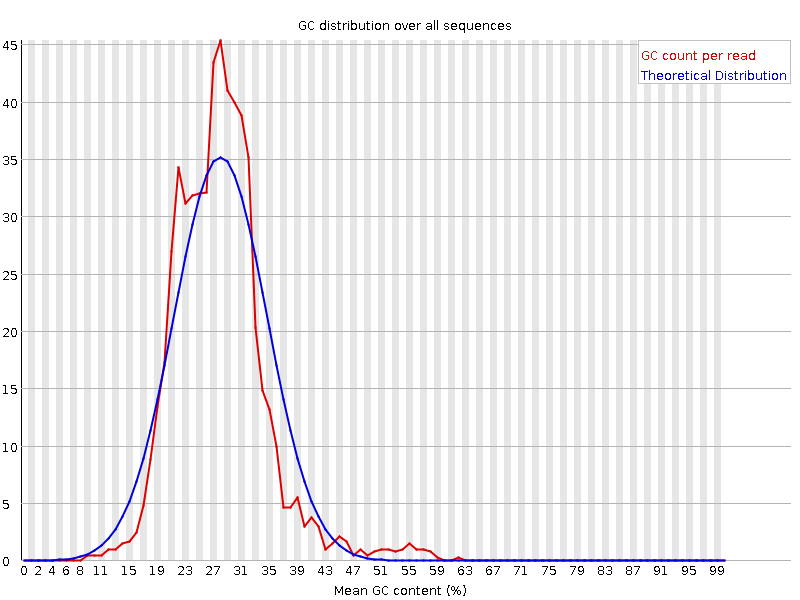 GC distribution over all sequences
GC count per read
Theoretical Distribution
45
40
35
30
25
20
15
10
5
0
0 2 4 6 8 11 15 19 23 27 31 35 39 43 47 51 55 59 63 67 71 75 79 83 87 91 95 99
Mean GC content (%)